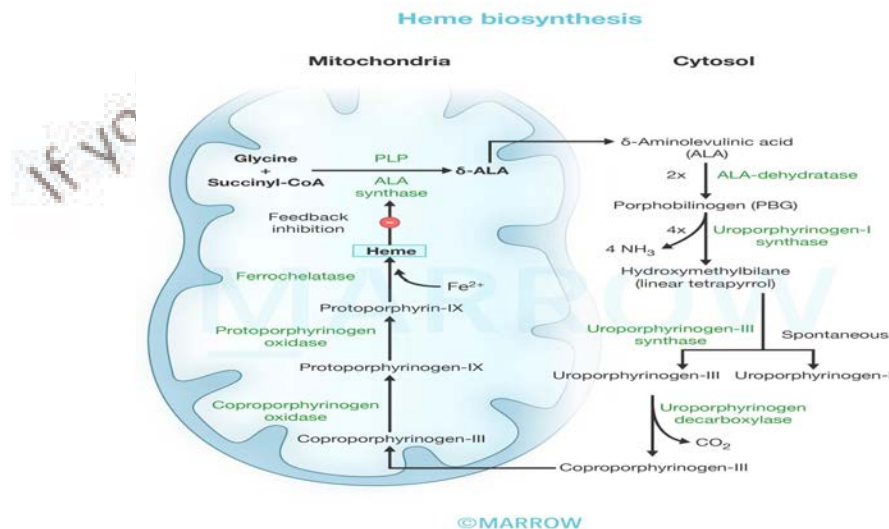 Heme biosynthesis
Mitochondria
Cytosol
If yo
Glycine
+
Succinyl-CoA
PLP
ALA
synthase
δ-ALA
Feedback
inhibition
Heme
Ferrochelatase
Fe²⁺
Protoporphyrin-IX
Protoporphyrinogen
oxidase
Protoporphyrinogen-IX
Coproporphyrinogen
oxidase
Coproporphyrinogen-III
δ-Aminolevulinic acid
(ALA)
2x
ALA-dehydratase
Porphobilinogen (PBG)
4x
Uroporphyrinogen-I
synthase
4 NH₃
Hydroxymethylbilane
(linear tetrapyrrol)
Uroporphyrinogen-III
synthase
Spontaneous
Uroporphyrinogen-III
Uroporphyrinogen-I
Uroporphyrinogen
decarboxylase
CO₂
Coproporphyrinogen-III
MARROW
©MARROW